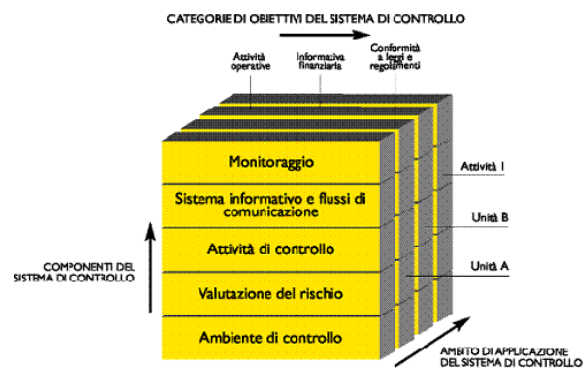 CATEGORIE DI OBIETTIVI DEL SISTEMA DI CONTROLLO
Attività
operative
Informativa
finanziaria
Conformità
a leggi e
regolamenti
Monitoraggio
Sistema informativo e flussi di
comunicazione
Attività di controllo
Valutazione del rischio
Ambiente di controllo
Attività 1
Unità B
Unità A
COMPONENTI DEL
SISTEMA DI CONTROLLO
AMBITO DI APPLICAZIONE
DEL SISTEMA DI CONTROLLO